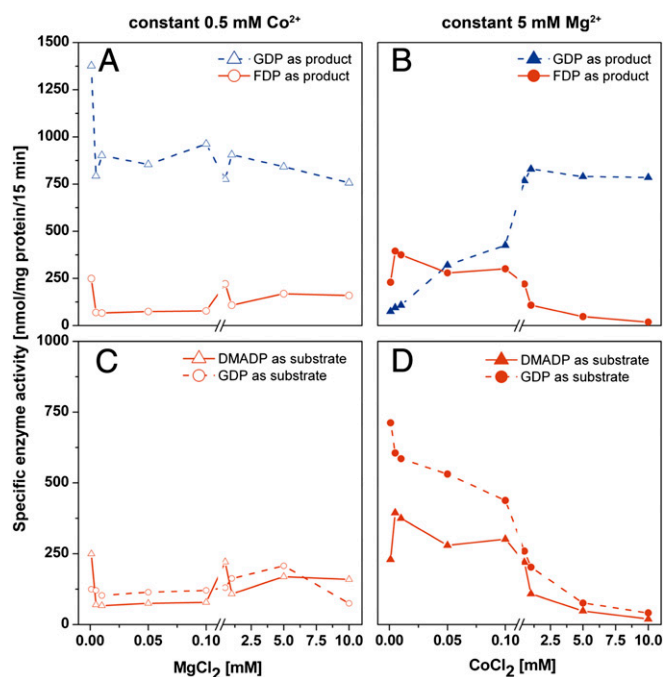 constant 0.5 mM Co²⁺ constant 5 mM Mg²⁺
A GDP as product
FDP as product
B GDP as product
FDP as product
1500
1250
1000
750
500
250
0
C DMADP as substrate
GDP as substrate
D DMADP as substrate
GDP as substrate
1000
750
500
250
0
Specific enzyme activity [nmol/mg protein/15 min]
0.00 0.05 0.10 2.5 5.0 7.5 10.0 0.00 0.05 0.10 2.5 5.0 7.5 10.0
MgCl₂ [mM] CoCl₂ [mM]